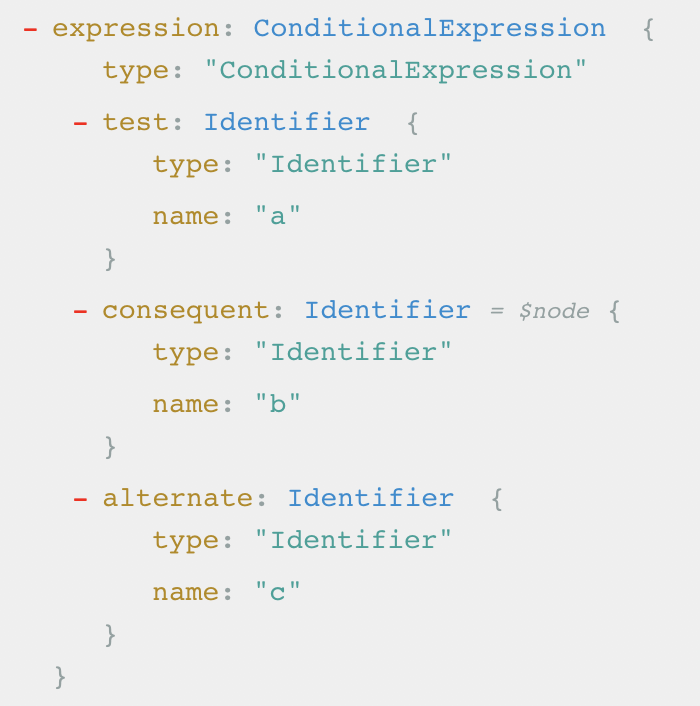 - expression: ConditionalExpression {
type: "ConditionalExpression"
- test: Identifier {
type: "Identifier"
name: "a"
}
- consequent: Identifier = $node {
type: "Identifier"
name: "b"
}
- alternate: Identifier {
type: "Identifier"
name: "c"
}
}